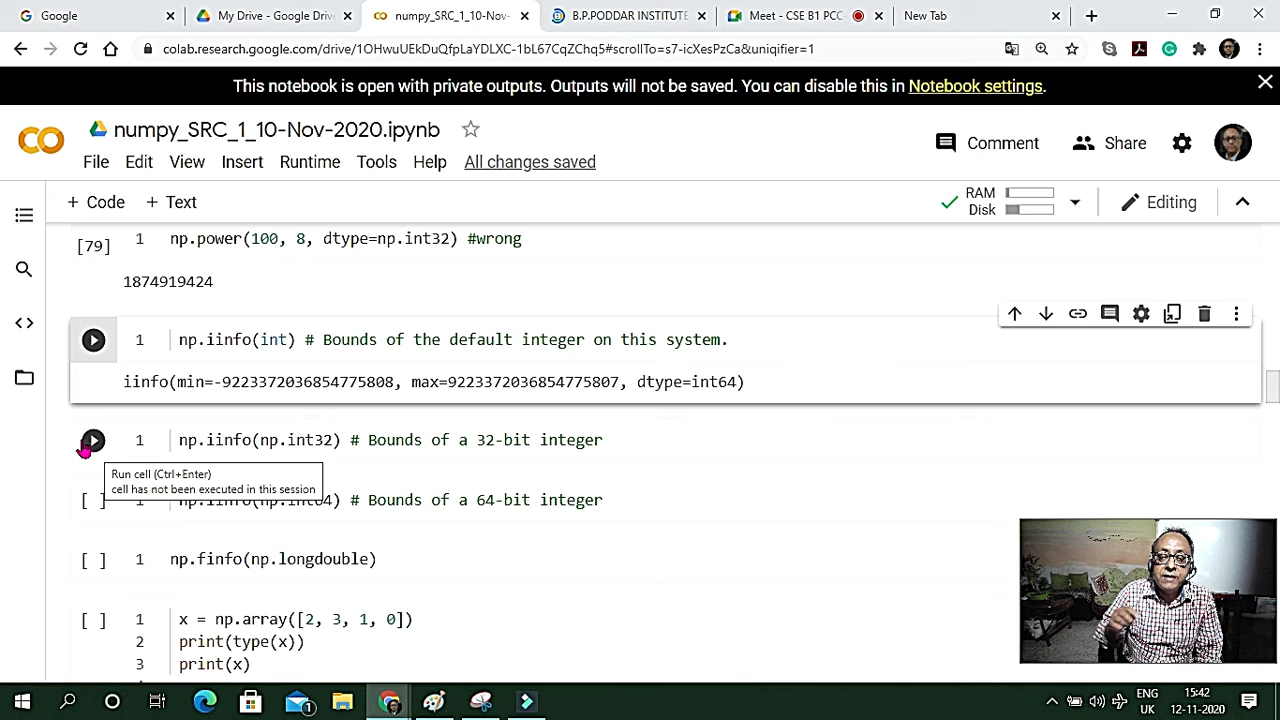 Google
My Drive - Google Drive
numpy_SRC_1_10-Nov-
B.P.PODDAR INSTITUTE
Meet - CSE B1 PCC-
New Tab
colab.research.google.com/drive/1OHwuUEkDuQfpLaYDLXC-1bL67CqZChq5#scrollTo=s7-icXesPzCa&uniqifier=1
This notebook is open with private outputs. Outputs will not be saved. You can disable this in Notebook settings.
numpy_SRC_1_10-Nov-2020.ipynb
Comment
Share
File Edit View Insert Runtime Tools Help All changes saved
+ Code + Text
RAM
Disk
Editing
[79] 1 np.power(100, 8, dtype=np.int32) #wrong
1874919424
1 np.iinfo(int) # Bounds of the default integer on this system.
iinfo(min=-9223372036854775808, max=9223372036854775807, dtype=int64)
1 np.iinfo(np.int32) # Bounds of a 32-bit integer
Run cell (Ctrl+Enter)
cell has not been executed in this session
[ ] 1 np.iinfo(np.int64) # Bounds of a 64-bit integer
[ ] 1 np.finfo(np.longdouble)
[ ] 1 x = np.array([2, 3, 1, 0])
2 print(type(x))
3 print(x)
1
ENG
UK
15:42
12-11-2020